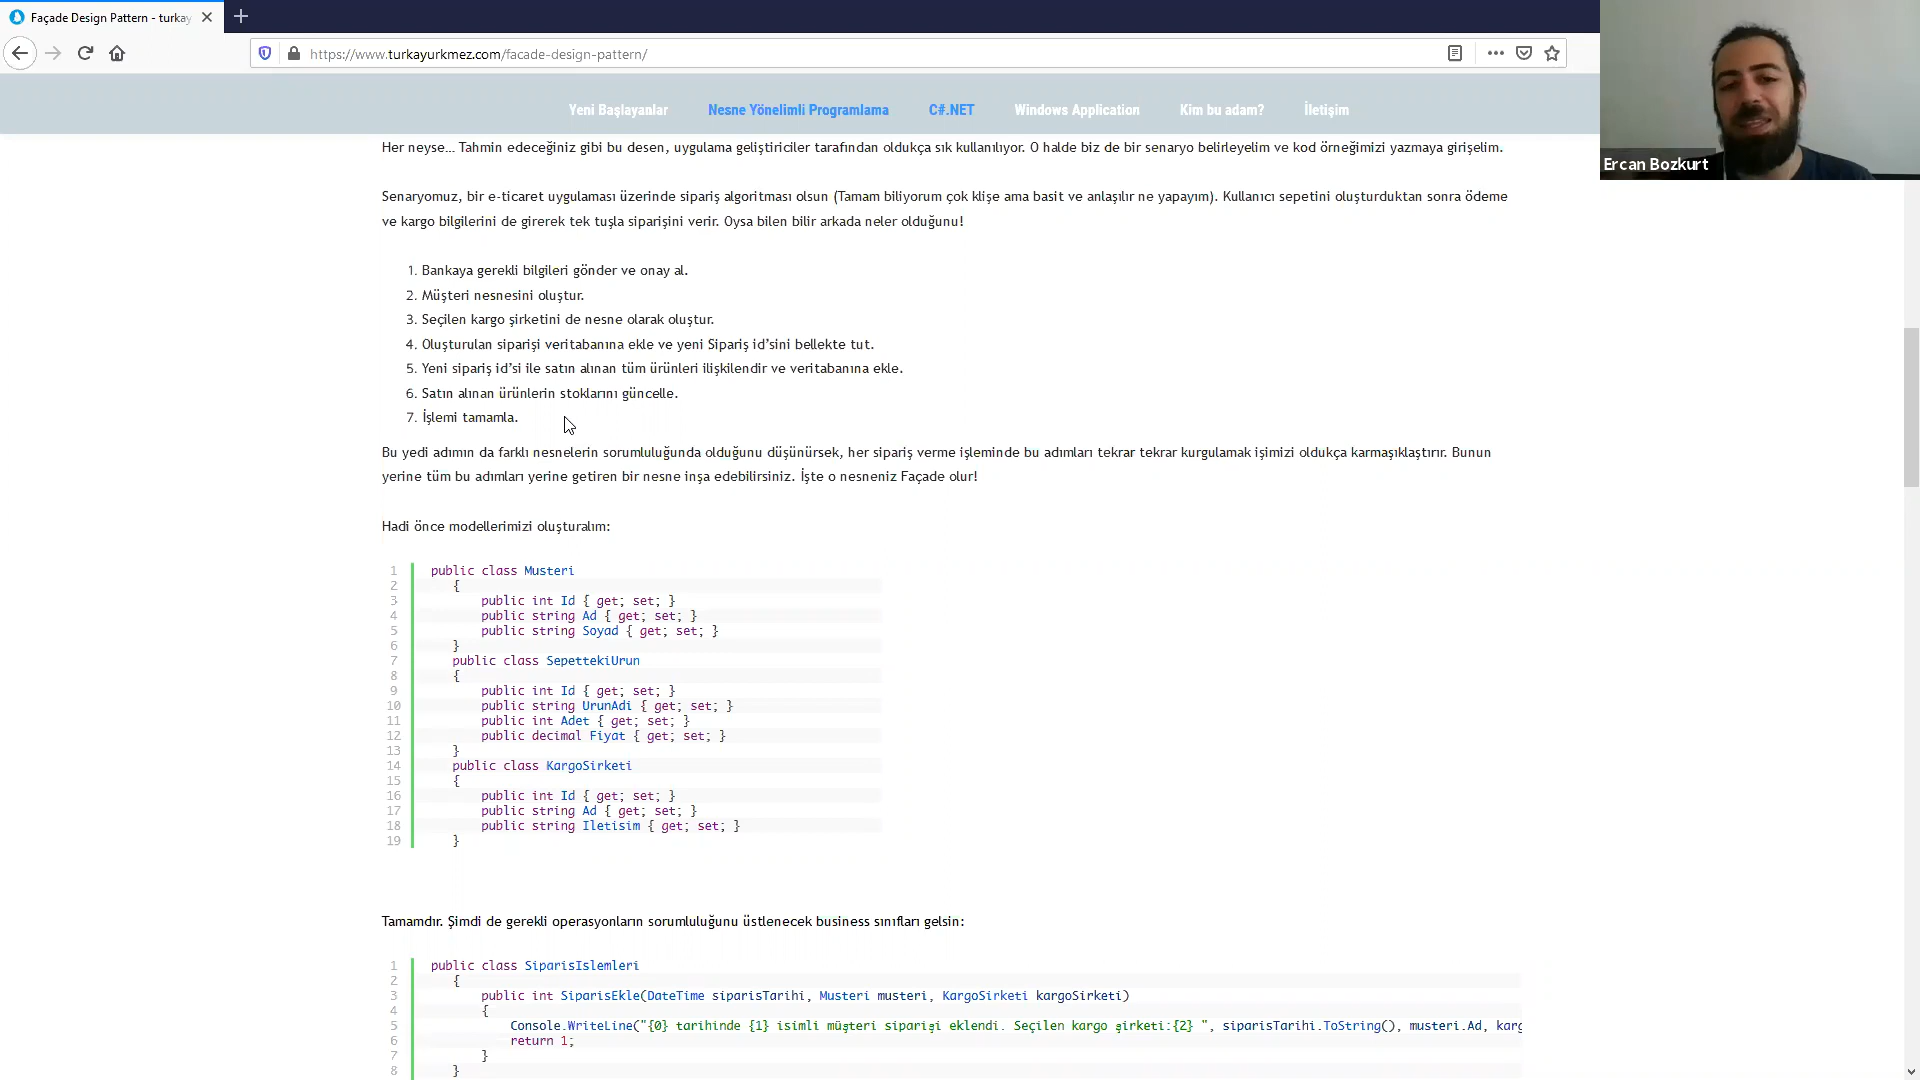 Façade Design Pattern - turkay
https://www.turkayurkmez.com/facade-design-pattern/
Yeni Başlayanlar
Nesne Yönelimli Programlama
C#.NET
Windows Application
Kim bu adam?
İletişim
Ercan Bozkurt
Her neyse… Tahmin edeceğiniz gibi bu desen, uygulama geliştiriciler tarafından oldukça sık kullanılıyor. O halde biz de bir senaryo belirleyelim ve kod örneğimizi yazmaya girişelim.
Senaryomuz, bir e-ticaret uygulaması üzerinde sipariş algoritması olsun (Tamam biliyorum çok klişe ama basit ve anlaşılır ne yapayım). Kullanıcı sepetini oluşturduktan sonra ödeme
ve kargo bilgilerini de girerek tek tuşla siparişini verir. Oysa bilen bilir arkada neler olduğunu!
1. Bankaya gerekli bilgileri gönder ve onay al.
2. Müşteri nesnesini oluştur.
3. Seçilen kargo şirketini de nesne olarak oluştur.
4. Oluşturulan siparişi veritabanına ekle ve yeni Sipariş id’sini bellekte tut.
5. Yeni sipariş id’si ile satın alınan tüm ürünleri ilişkilendir ve veritabanına ekle.
6. Satın alınan ürünlerin stoklarını güncelle.
7. İşlemi tamamla.
Bu yedi adımın da farklı nesnelerin sorumluluğunda olduğunu düşünürsek, her sipariş verme işleminde bu adımları tekrar tekrar kurgulamak işimizi oldukça karmaşıklaştırır. Bunun
yerine tüm bu adımları yerine getiren bir nesne inşa edebilirsiniz. İşte o nesneniz Façade olur!
Hadi önce modellerimizi oluşturalım:
1 public class Musteri
2 {
3 public int Id { get; set; }
4 public string Ad { get; set; }
5 public string Soyad { get; set; }
6 }
7 public class SepettekiUrun
8 {
9 public int Id { get; set; }
10 public string UrunAdi { get; set; }
11 public int Adet { get; set; }
12 public decimal Fiyat { get; set; }
13 }
14 public class KargoSirketi
15 {
16 public int Id { get; set; }
17 public string Ad { get; set; }
18 public string Iletisim { get; set; }
19 }
Tamamdır. Şimdi de gerekli operasyonların sorumluluğunu üstlenecek business sınıfları gelsin:
1 public class SiparisIslemleri
2 {
3 public int SiparisEkle(DateTime siparisTarihi, Musteri musteri, KargoSirketi kargoSirketi)
4 {
5 Console.WriteLine("{0} tarihinde {1} isimli müşteri siparişi eklendi. Seçilen kargo şirketi:{2} ", siparisTarihi.ToString(), musteri.Ad, karg
6 return 1;
7 }
8 }